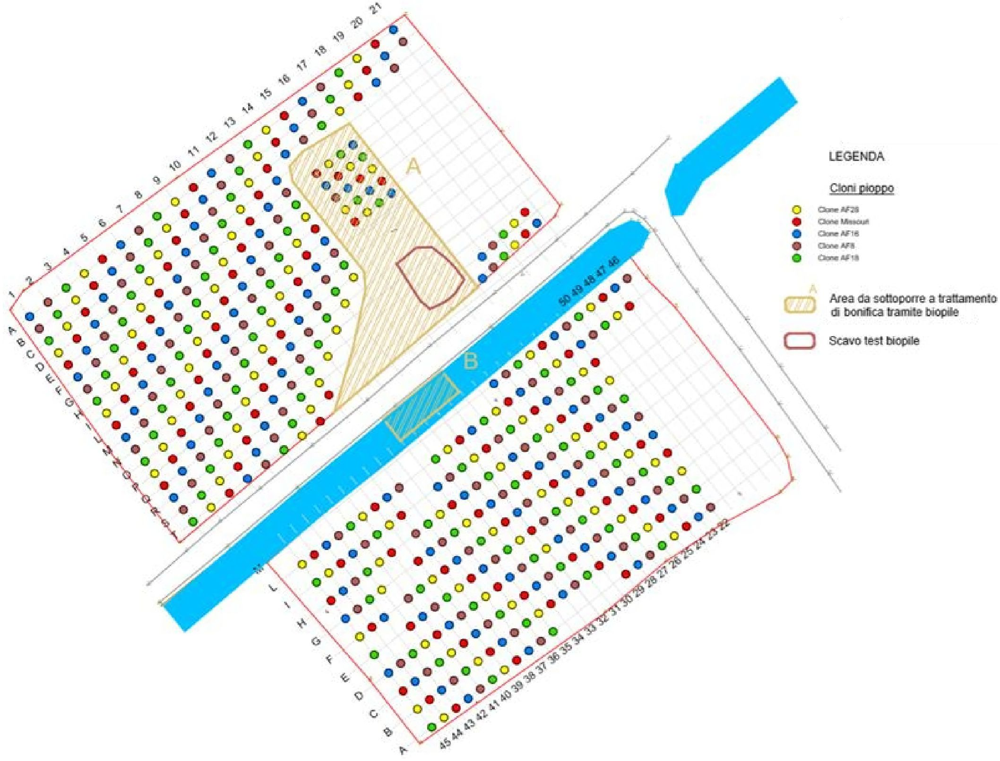 21
20
19
18
17
16
15
14
13
12
11
10
9
8
7
6
5
4
3
2
1
A
B
C
D
E
F
G
H
I
J
M
N
O
P
Q
R
S
A
B
50 49 48 47 46
LEGENDA
Cloni pioppo
Clone AF28
Clone Missouri
Clone AF16
Clone AF8
Clone AF18
A
Area da sottoporre a trattamento
di bonifica tramite biopile
Scavo test biopile
M
L
I
H
G
F
E
D
C
B
A
45 44 43 42 41 40 39 38 37 36 35 34 33 32 31 30 29 28 27 26 25 24 23 22